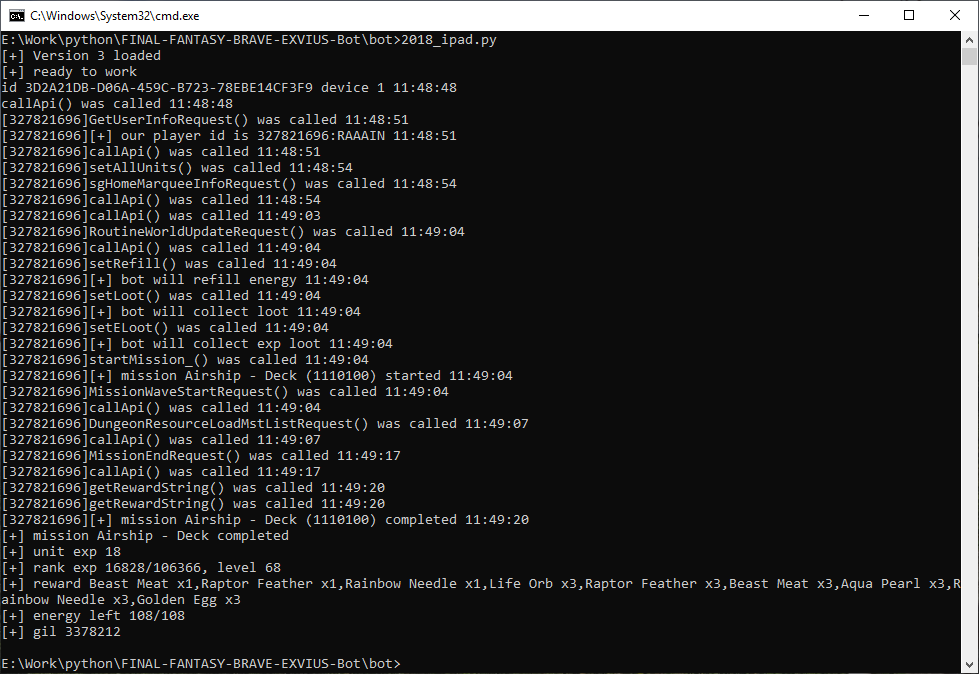 C:\Windows\System32\cmd.exe
E:\Work\python\FINAL-FANTASY-BRAVE-EXVIUS-Bot\bot>2018_ipad.py
[+] Version 3 loaded
[+] ready to work
id 3D2A21DB-D06A-459C-B723-78EBE14CF3F9 device 1 11:48:48
callApi() was called 11:48:48
[327821696]GetUserInfoRequest() was called 11:48:51
[327821696][+] our player id is 327821696:RAAAIN 11:48:51
[327821696]callApi() was called 11:48:51
[327821696]setAllUnits() was called 11:48:54
[327821696]sgHomeMarqueeInfoRequest() was called 11:48:54
[327821696]callApi() was called 11:48:54
[327821696]callApi() was called 11:49:03
[327821696]RoutineWorldUpdateRequest() was called 11:49:04
[327821696]callApi() was called 11:49:04
[327821696]setRefill() was called 11:49:04
[327821696][+] bot will refill energy 11:49:04
[327821696]setLoot() was called 11:49:04
[327821696][+] bot will collect loot 11:49:04
[327821696]setELoot() was called 11:49:04
[327821696][+] bot will collect exp loot 11:49:04
[327821696]startMission_() was called 11:49:04
[327821696][+] mission Airship - Deck (1110100) started 11:49:04
[327821696]MissionWaveStartRequest() was called 11:49:04
[327821696]callApi() was called 11:49:04
[327821696]DungeonResourceLoadMstListRequest() was called 11:49:07
[327821696]callApi() was called 11:49:07
[327821696]MissionEndRequest() was called 11:49:17
[327821696]callApi() was called 11:49:17
[327821696]getRewardString() was called 11:49:20
[327821696]getRewardString() was called 11:49:20
[327821696][+] mission Airship - Deck (1110100) completed 11:49:20
[+] mission Airship - Deck completed
[+] unit exp 18
[+] rank exp 16828/106366, level 68
[+] reward Beast Meat x1,Raptor Feather x1,Rainbow Needle x1,Life Orb x3,Raptor Feather x3,Beast Meat x3,Aqua Pearl x3,R
ainbow Needle x3,Golden Egg x3
[+] energy left 108/108
[+] gil 3378212
E:\Work\python\FINAL-FANTASY-BRAVE-EXVIUS-Bot\bot>